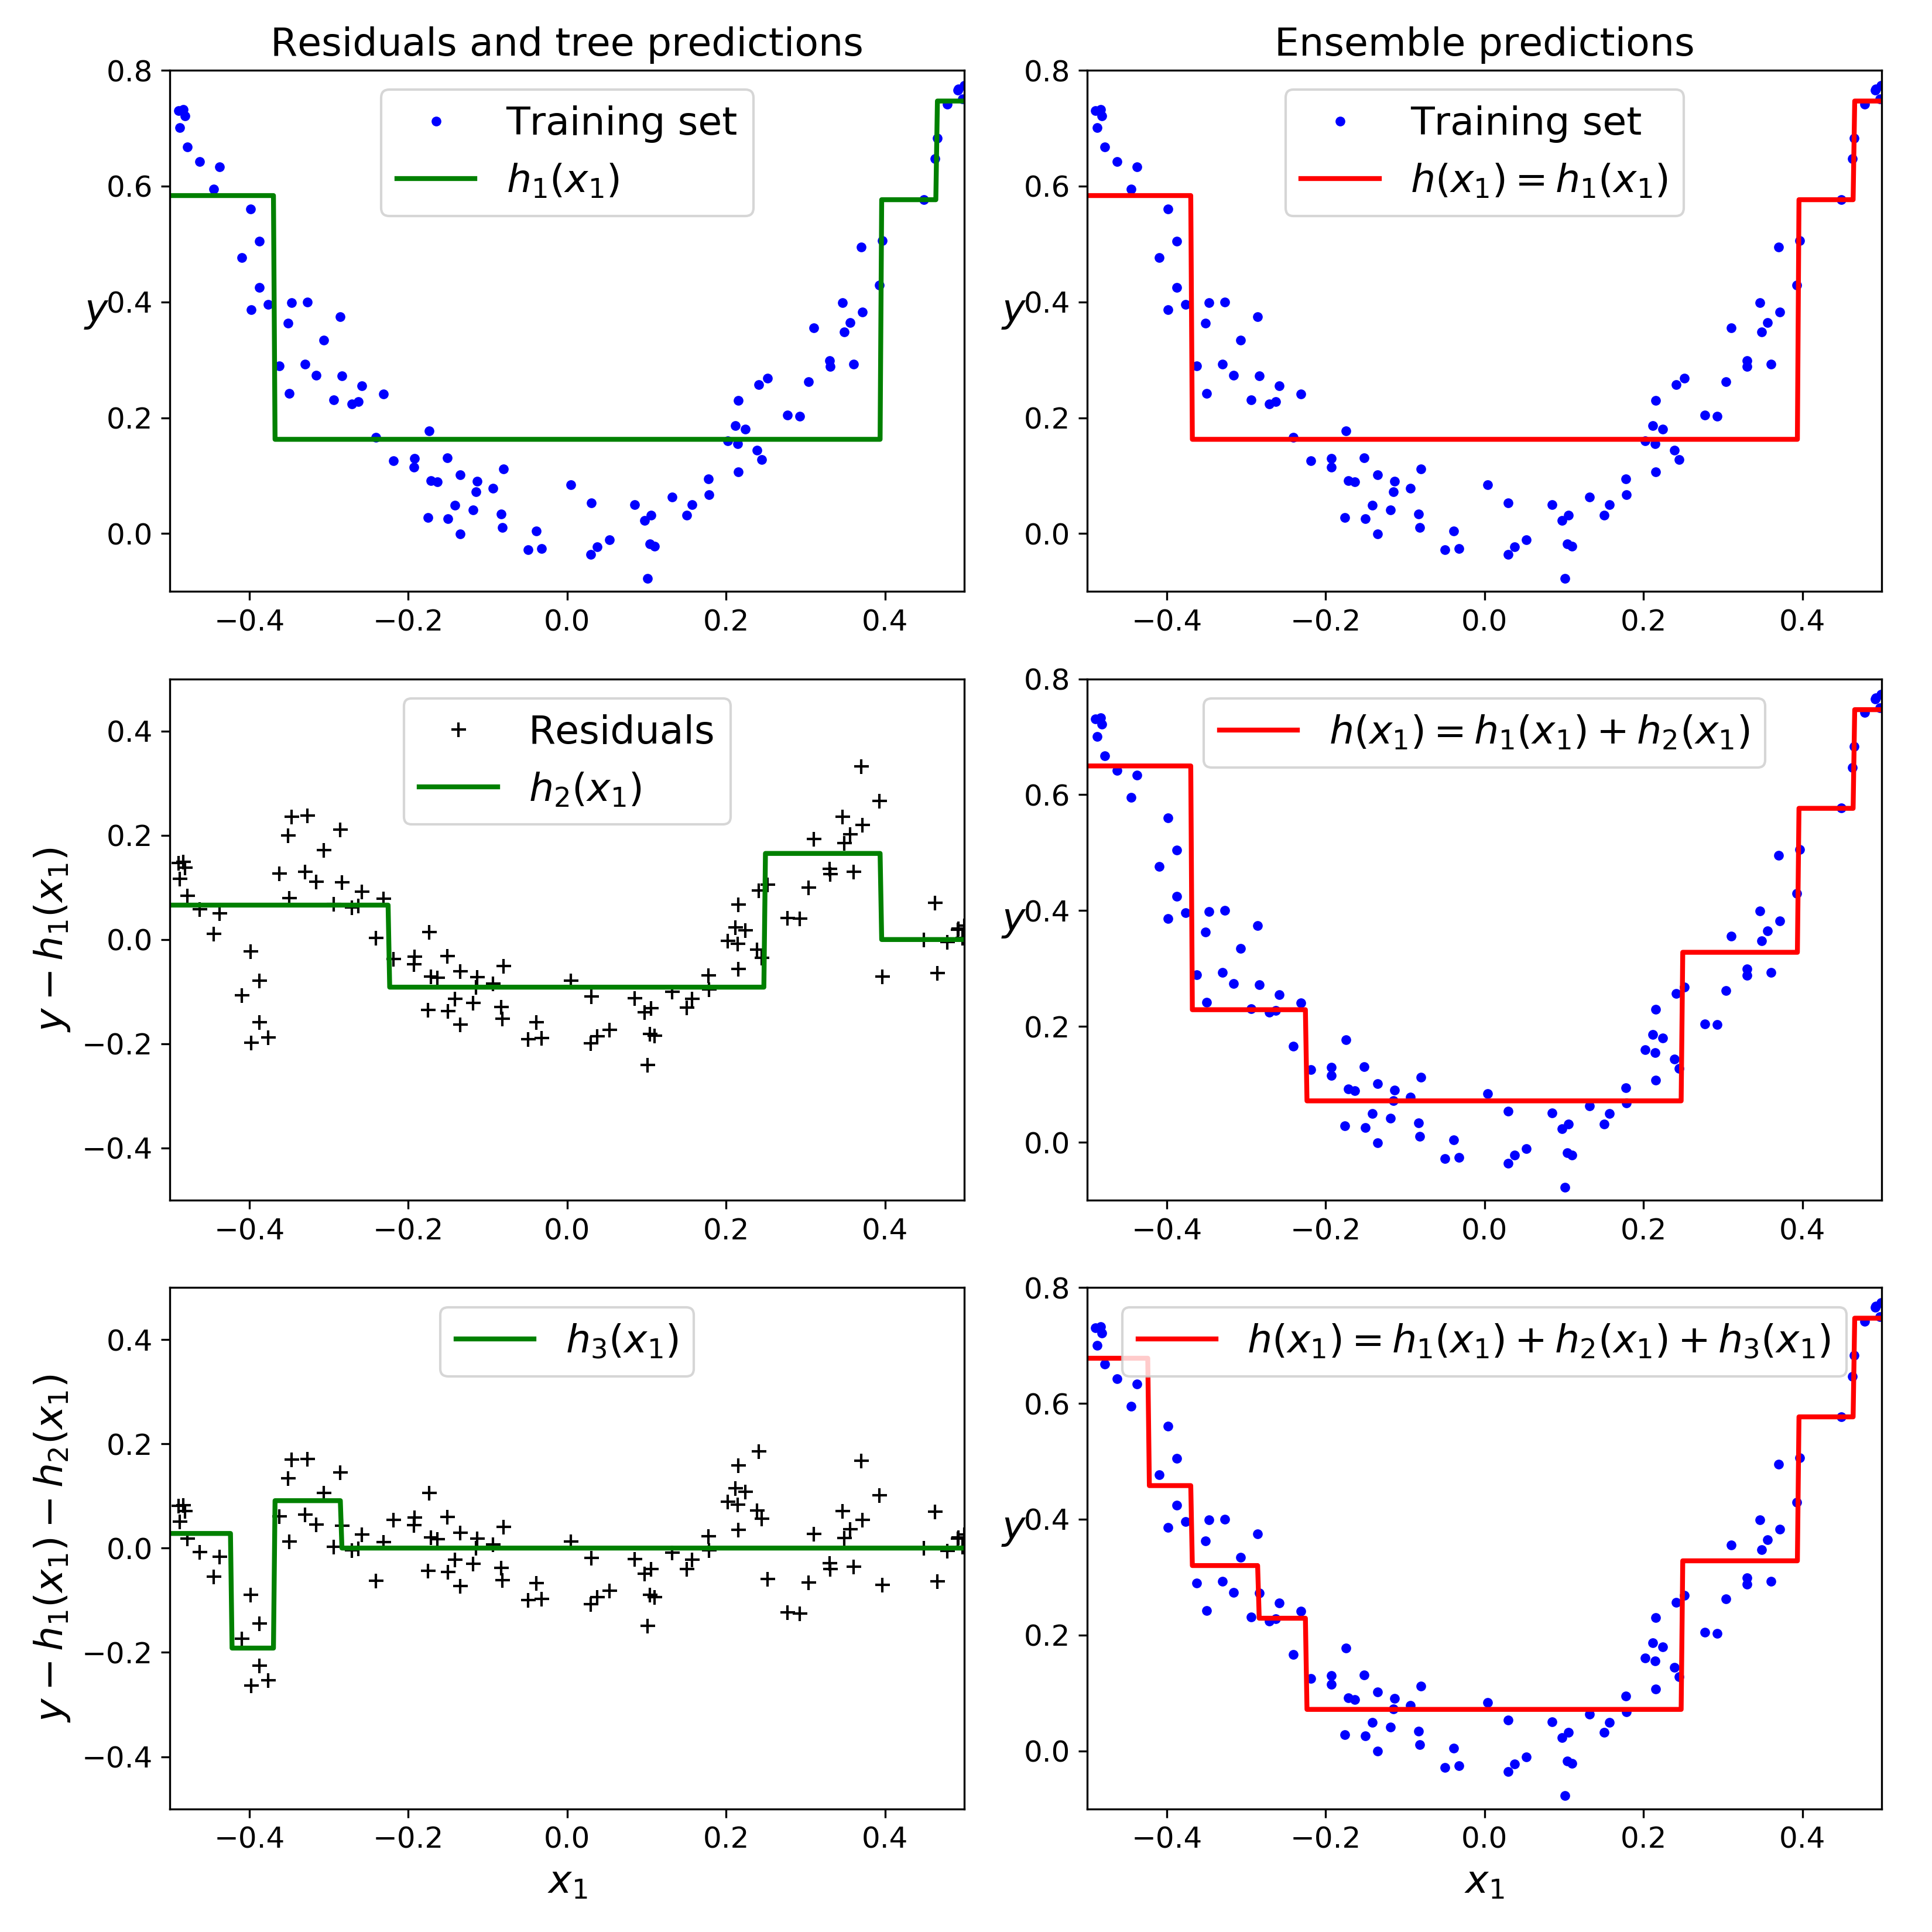 Residuals and tree predictions
Ensemble predictions
0.8
0.6
0.4
0.2
0.0
y
−0.4 −0.2 0.0 0.2 0.4
Training set
h₁(x₁)
0.8
0.6
0.4
0.2
0.0
y
−0.4 −0.2 0.0 0.2 0.4
Training set
h(x₁) = h₁(x₁)
0.4
0.2
0.0
−0.2
−0.4
y − h₁(x₁)
−0.4 −0.2 0.0 0.2 0.4
Residuals
h₂(x₁)
0.8
0.6
0.4
0.2
0.0
y
−0.4 −0.2 0.0 0.2 0.4
h(x₁) = h₁(x₁) + h₂(x₁)
0.4
0.2
0.0
−0.2
−0.4
y − h₁(x₁) − h₂(x₁)
−0.4 −0.2 0.0 0.2 0.4
x₁
h₃(x₁)
0.8
0.6
0.4
0.2
0.0
y
−0.4 −0.2 0.0 0.2 0.4
x₁
h(x₁) = h₁(x₁) + h₂(x₁) + h₃(x₁)